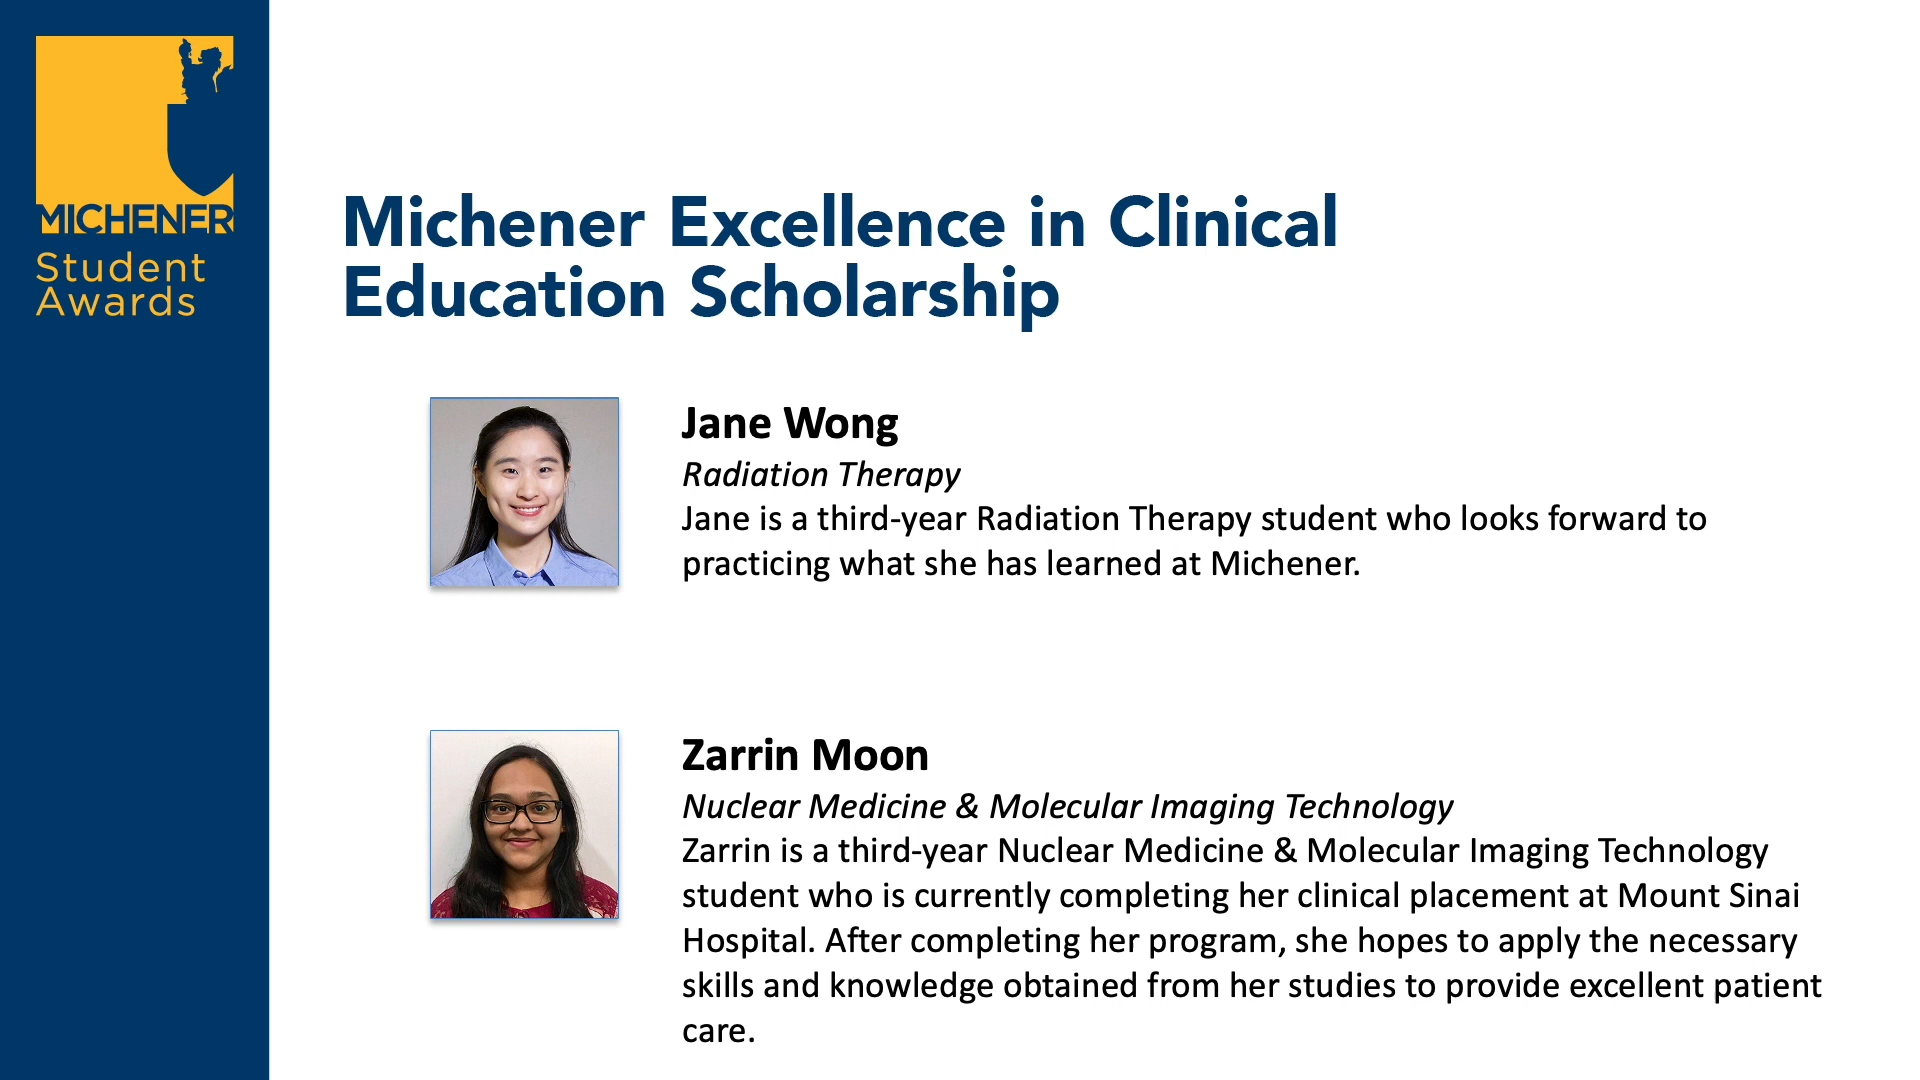 MICHENER
Student
Awards
Michener Excellence in Clinical
Education Scholarship
Jane Wong
Radiation Therapy
Jane is a third-year Radiation Therapy student who looks forward to
practicing what she has learned at Michener.
Zarrin Moon
Nuclear Medicine & Molecular Imaging Technology
Zarrin is a third-year Nuclear Medicine & Molecular Imaging Technology
student who is currently completing her clinical placement at Mount Sinai
Hospital. After completing her program, she hopes to apply the necessary
skills and knowledge obtained from her studies to provide excellent patient
care.